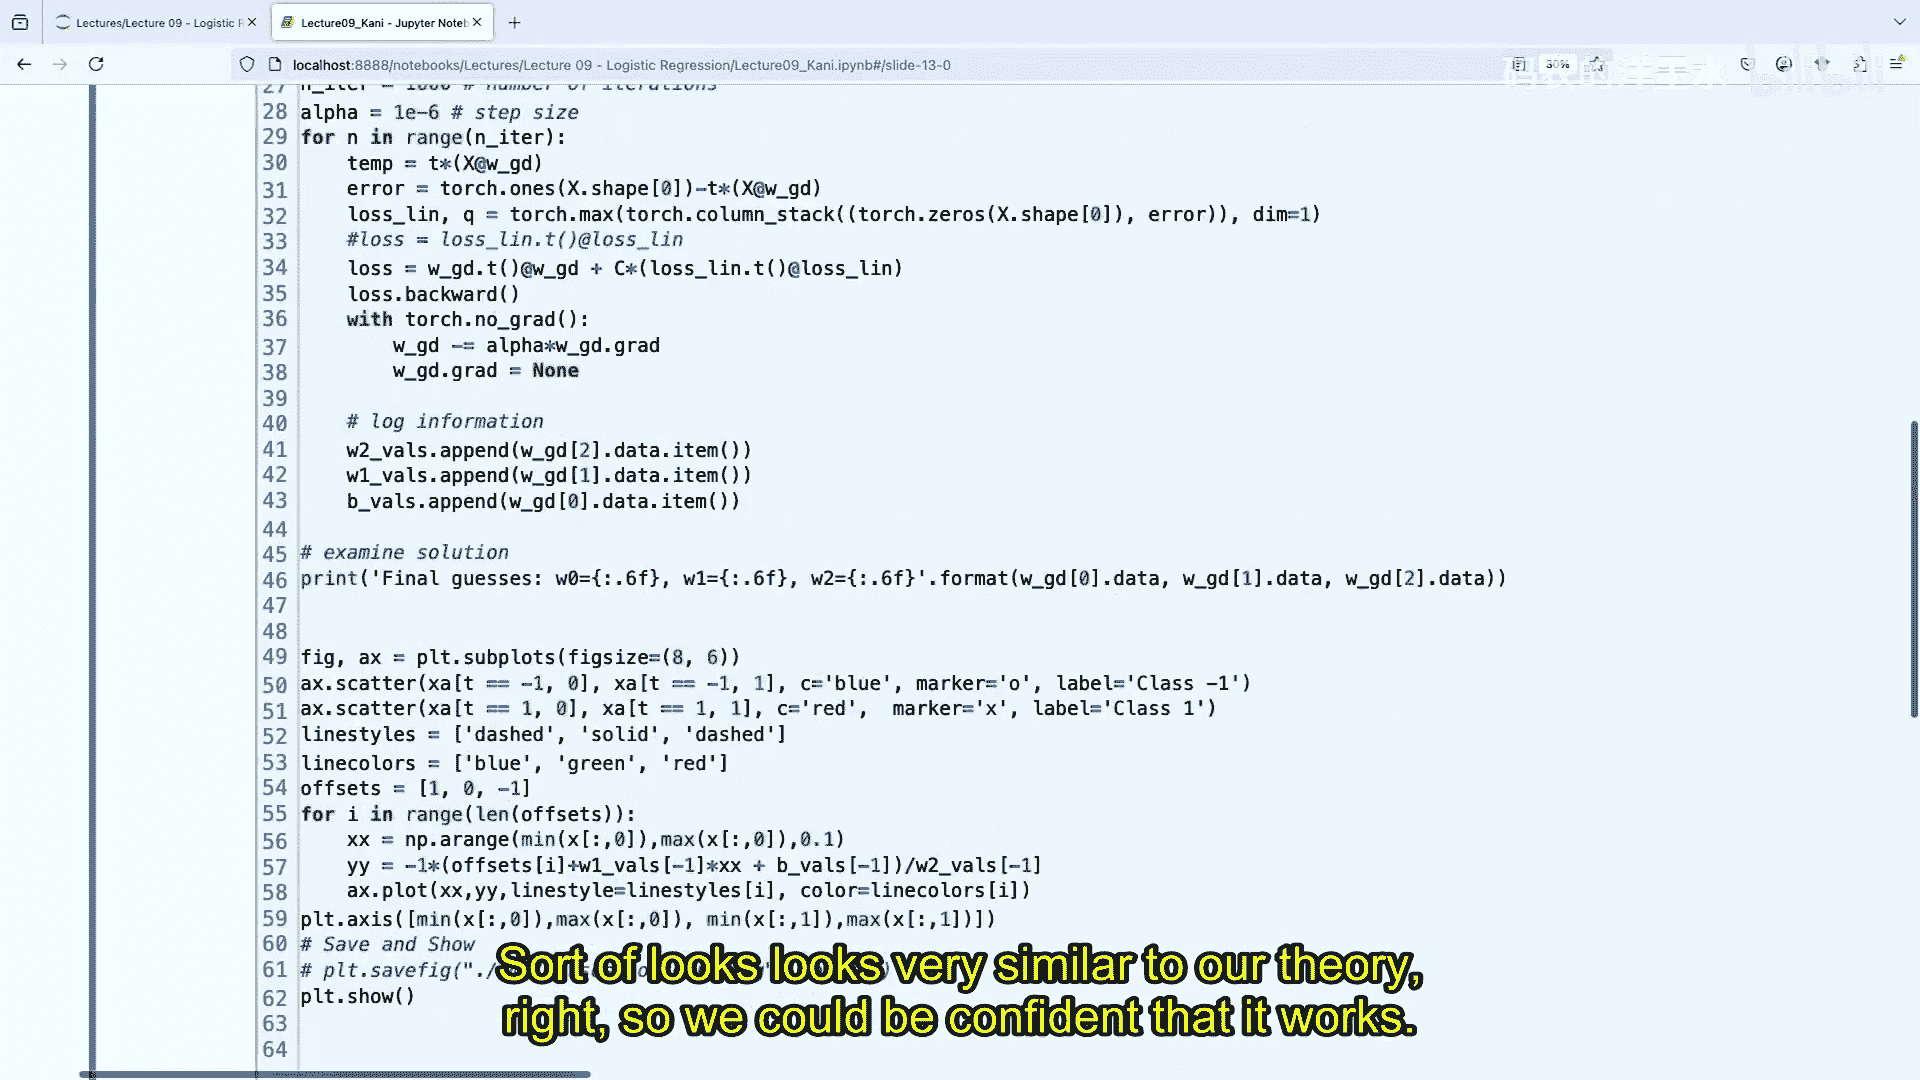 Lectures/Lecture 09 - Logistic R
Lecture09_Kani - Jupyter Noteb
localhost:8888/notebooks/Lectures/Lecture 09 - Logistic Regression/Lecture09_Kani.ipynb#/slide-13-0
30%
27 n_iter = 1000 # number of iterations
28 alpha = 1e-6 # step size
29 for n in range(n_iter):
30 temp = t*(X@w_gd)
31 error = torch.ones(X.shape[0])-t*(X@w_gd)
32 loss_lin, q = torch.max(torch.column_stack((torch.zeros(X.shape[0]), error)), dim=1)
33 #loss = loss_lin.t()@loss_lin
34 loss = w_gd.t()@w_gd + C*(loss_lin.t()@loss_lin)
35 loss.backward()
36 with torch.no_grad():
37 w_gd -= alpha*w_gd.grad
38 w_gd.grad = None
39
40 # log information
41 w2_vals.append(w_gd[2].data.item())
42 w1_vals.append(w_gd[1].data.item())
43 b_vals.append(w_gd[0].data.item())
44
45 # examine solution
46 print('Final guesses: w0={:.6f}, w1={:.6f}, w2={:.6f}'.format(w_gd[0].data, w_gd[1].data, w_gd[2].data))
47
48
49 fig, ax = plt.subplots(figsize=(8, 6))
50 ax.scatter(xa[t == -1, 0], xa[t == -1, 1], c='blue', marker='o', label='Class -1')
51 ax.scatter(xa[t == 1, 0], xa[t == 1, 1], c='red', marker='x', label='Class 1')
52 linestyles = ['dashed', 'solid', 'dashed']
53 linecolors = ['blue', 'green', 'red']
54 offsets = [1, 0, -1]
55 for i in range(len(offsets)):
56 xx = np.arange(min(x[:,0]),max(x[:,0]),0.1)
57 yy = -1*(offsets[i]+w1_vals[-1]*xx + b_vals[-1])/w2_vals[-1]
58 ax.plot(xx,yy,linestyle=linestyles[i], color=linecolors[i])
59 plt.axis([min(x[:,0]),max(x[:,0]), min(x[:,1]),max(x[:,1])])
60 # Save and Show
61 # plt.savefig("./
62 plt.show()
63
64
Sort of looks looks very similar to our theory,
right, so we could be confident that it works.